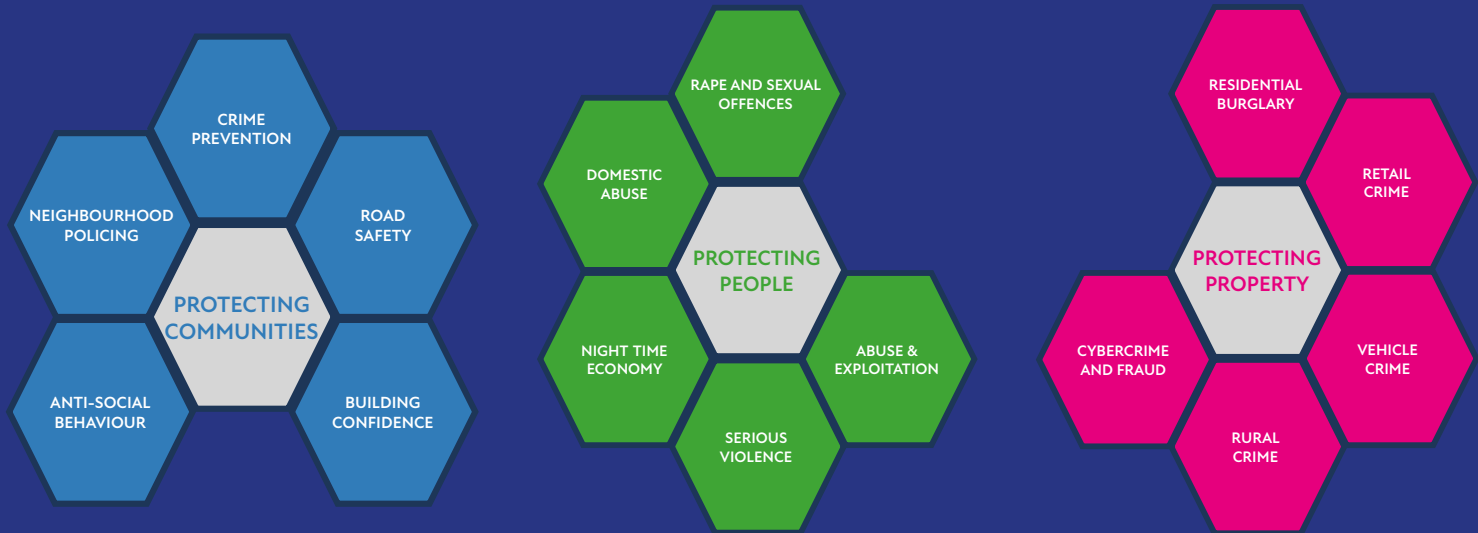 CRIME
PREVENTION
NEIGHBOURHOOD
POLICING
ROAD
SAFETY
PROTECTING
COMMUNITIES
ANTI-SOCIAL
BEHAVIOUR
BUILDING
CONFIDENCE
RAPE AND SEXUAL
OFFENCES
DOMESTIC
ABUSE
PROTECTING
PEOPLE
NIGHT TIME
ECONOMY
ABUSE &
EXPLOITATION
SERIOUS
VIOLENCE
RESIDENTIAL
BURGLARY
RETAIL
CRIME
PROTECTING
PROPERTY
CYBERCRIME
AND FRAUD
VEHICLE
CRIME
RURAL
CRIME